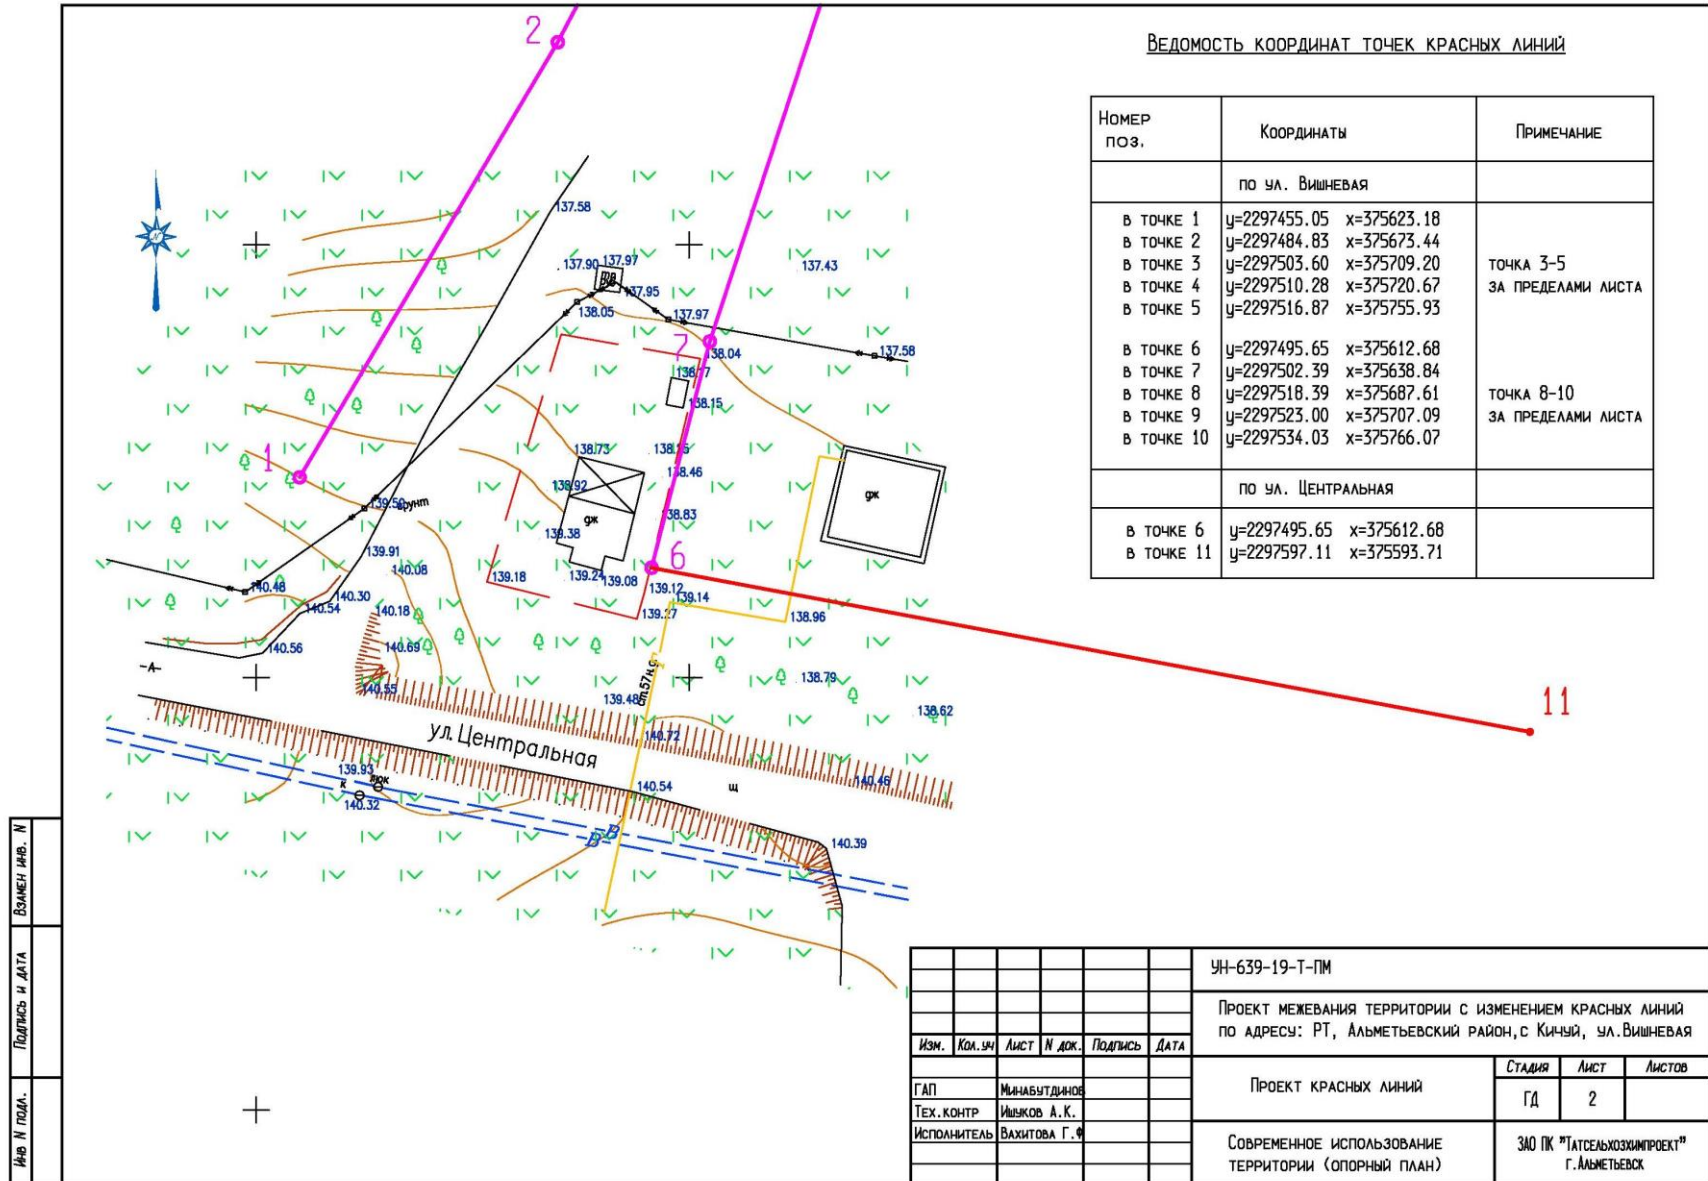 Ведомость координат точек красных линий
Номер поз. Координаты Примечание
по ул. Вишневая
в точке 1 y=2297455.05 x=375623.18
в точке 2 y=2297484.83 x=375673.44
в точке 3 y=2297503.60 x=375709.20 точка 3-5
в точке 4 y=2297510.28 x=375720.67 за пределами листа
в точке 5 y=2297516.87 x=375755.93
в точке 6 y=2297495.65 x=375612.68
в точке 7 y=2297502.39 x=375638.84
в точке 8 y=2297518.39 x=375687.61 точка 8-10
в точке 9 y=2297523.00 x=375707.09 за пределами листа
в точке 10 y=2297534.03 x=375766.07
по ул. Центральная
в точке 6 y=2297495.65 x=375612.68
в точке 11 y=2297597.11 x=375593.71
2
N
137.58
137.90 137.97
137.43
137.95
138.05
137.97
7
138.04
137.58
138.15
138.73
138.46
1
138.92
дж
дж
139.50
грунт
138.83
139.38
139.91
6
140.08
139.18
139.24
139.08
140.48
139.12
139.14
140.30
140.54
140.18
139.27
138.96
140.56
140.69
-А-
ст.57н.д.
138.79
140.55
139.48
138.62
11
ул. Центральная
140.72
139.93
140.46
к
люк
140.54
щ
140.32
В В
140.39
Взамен инв. N
Подпись и дата
Инв N подл.
УН-639-19-Т-ПМ
Проект межевания территории с изменением красных линий
по адресу: РТ, Альметьевский район, с Кичуй, ул.Вишневая
Изм. Кол.уч Лист N док. Подпись Дата
Проект красных линий
Стадия Лист Листов
ГД 2
ГАП Минабутдинов
Тех.контр Ишуков А.К.
Исполнитель Вахитова Г.Ф
Современное использование
территории (опорный план)
ЗАО ПК "Татсельхозхимпроект"
г.Альметьевск